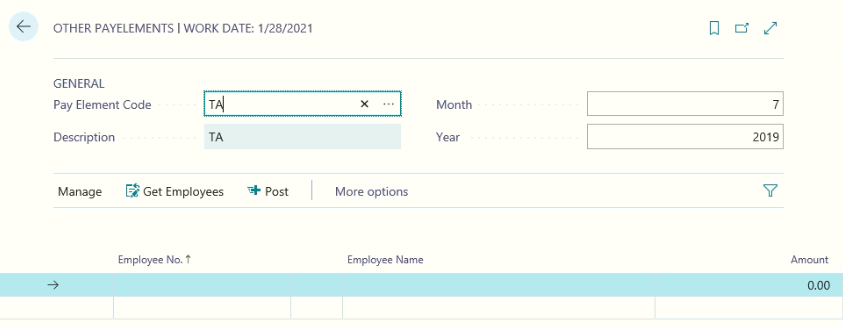 OTHER PAYELEMENTS | WORK DATE: 1/28/2021
GENERAL
Pay Element Code TA Month 7
Description TA Year 2019
Manage Get Employees Post More options
Employee No. ↑ Employee Name Amount
0.00